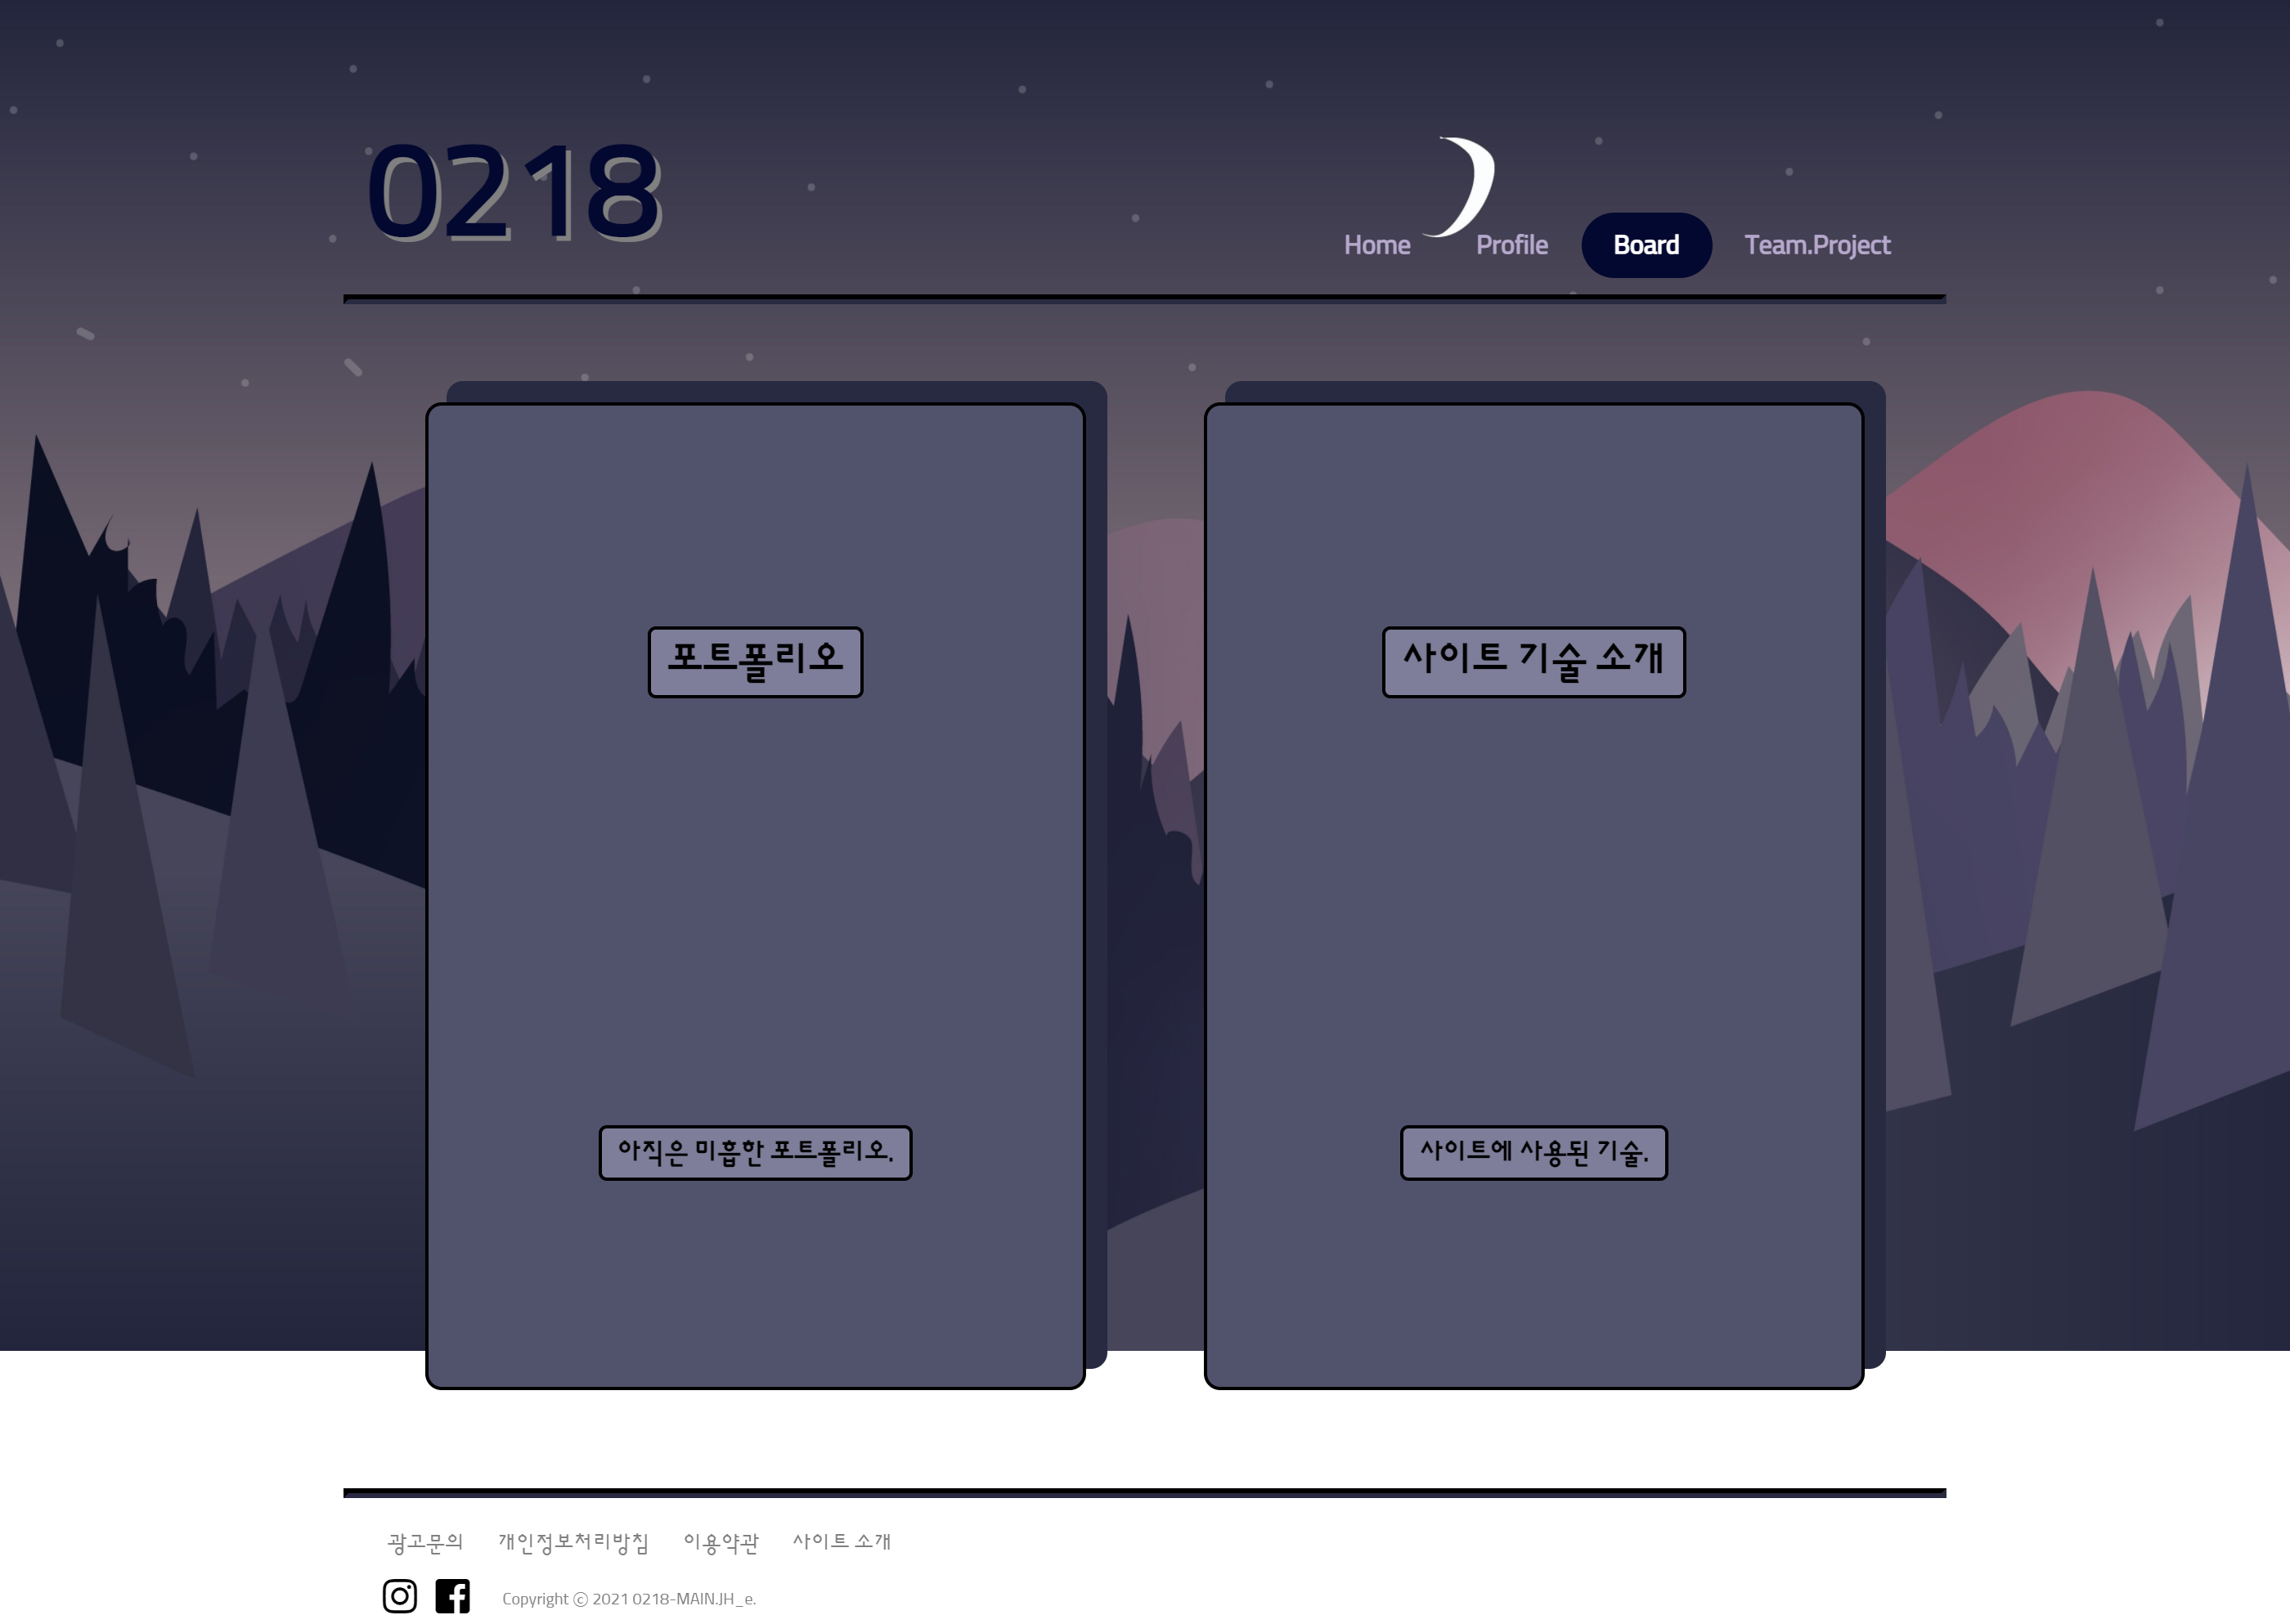 0218
Home Profile Board Team.Project
포트폴리오
사이트 기술 소개
아직은 미흡한 포트폴리오.
사이트에 사용된 기술.
광고문의 개인정보처리방침 이용약관 사이트 소개
Copyright ⓒ 2021 0218-MAIN.JH_e.